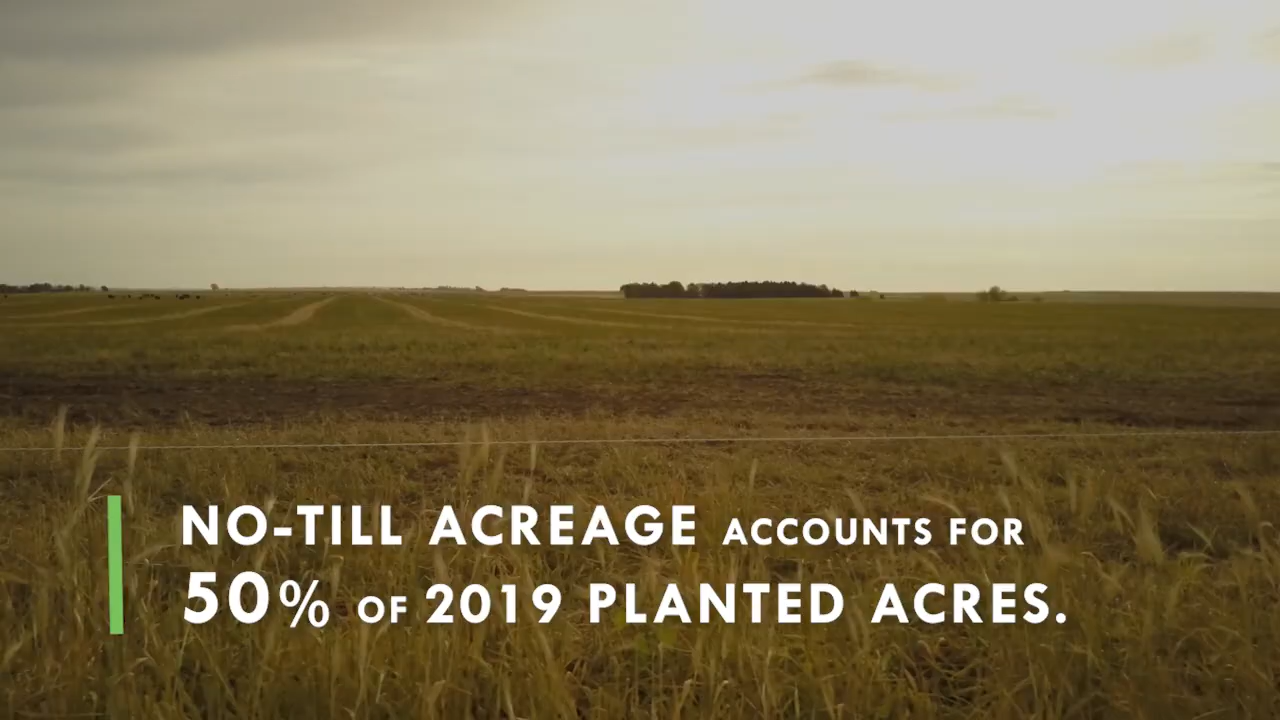 NO-TILL ACREAGE ACCOUNTS FOR
50% OF 2019 PLANTED ACRES.